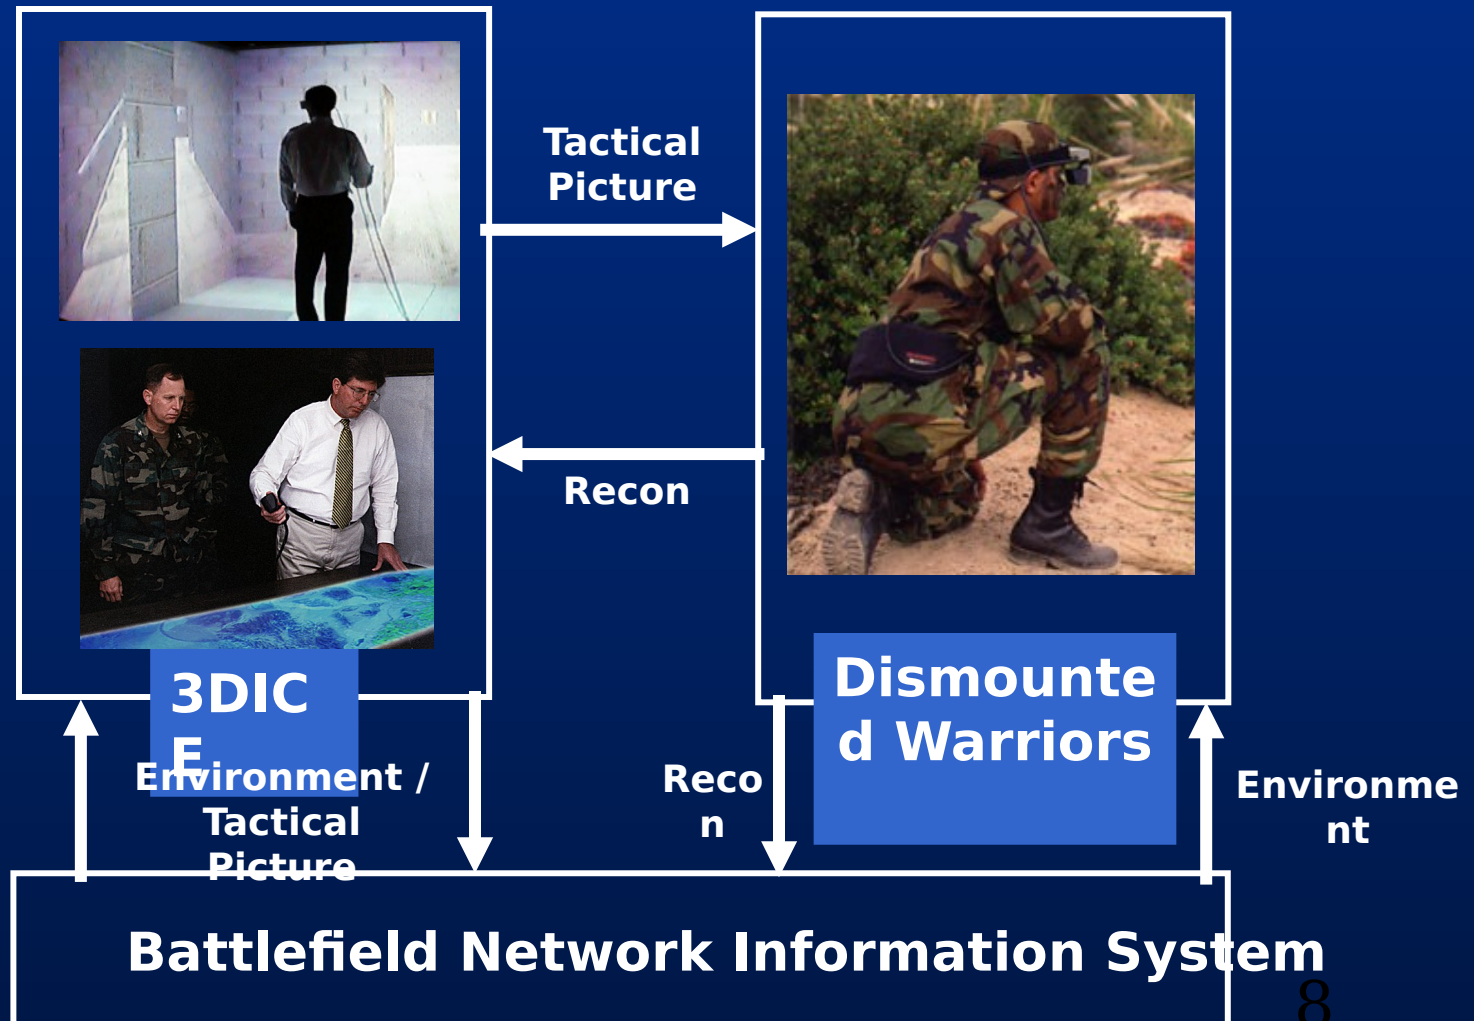 Tactical
Picture
Recon
3DIC
E
Dismounte
d Warriors
Environment /
Tactical
Picture
Reco
n
Environme
nt
Battlefield Network Information System
8